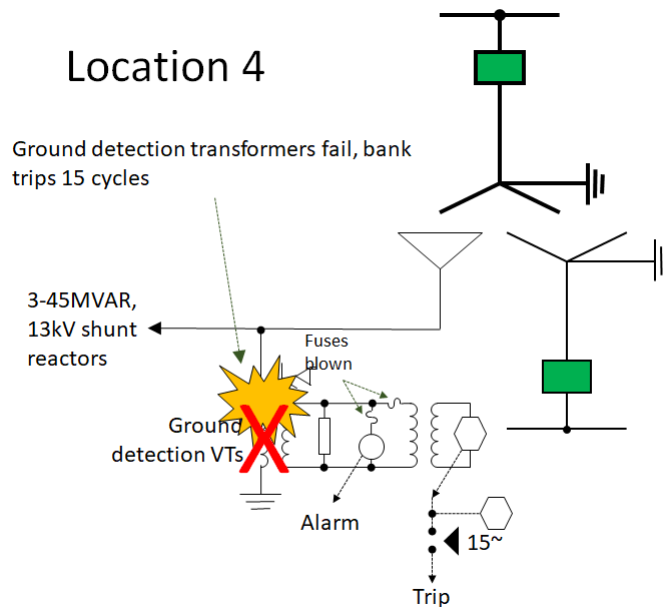 Location 4
Ground detection transformers fail, bank
trips 15 cycles
3-45MVAR,
13kV shunt
reactors
Fuses
blown
Ground
detection VTs
Alarm
15~
Trip